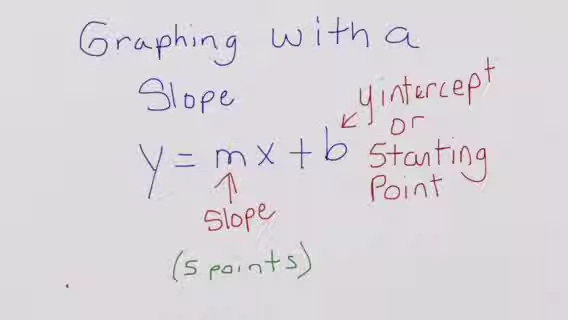 Graphing with a
Slope
y = mx + b
y intercept
or
Starting
Point
Slope
(5 points)